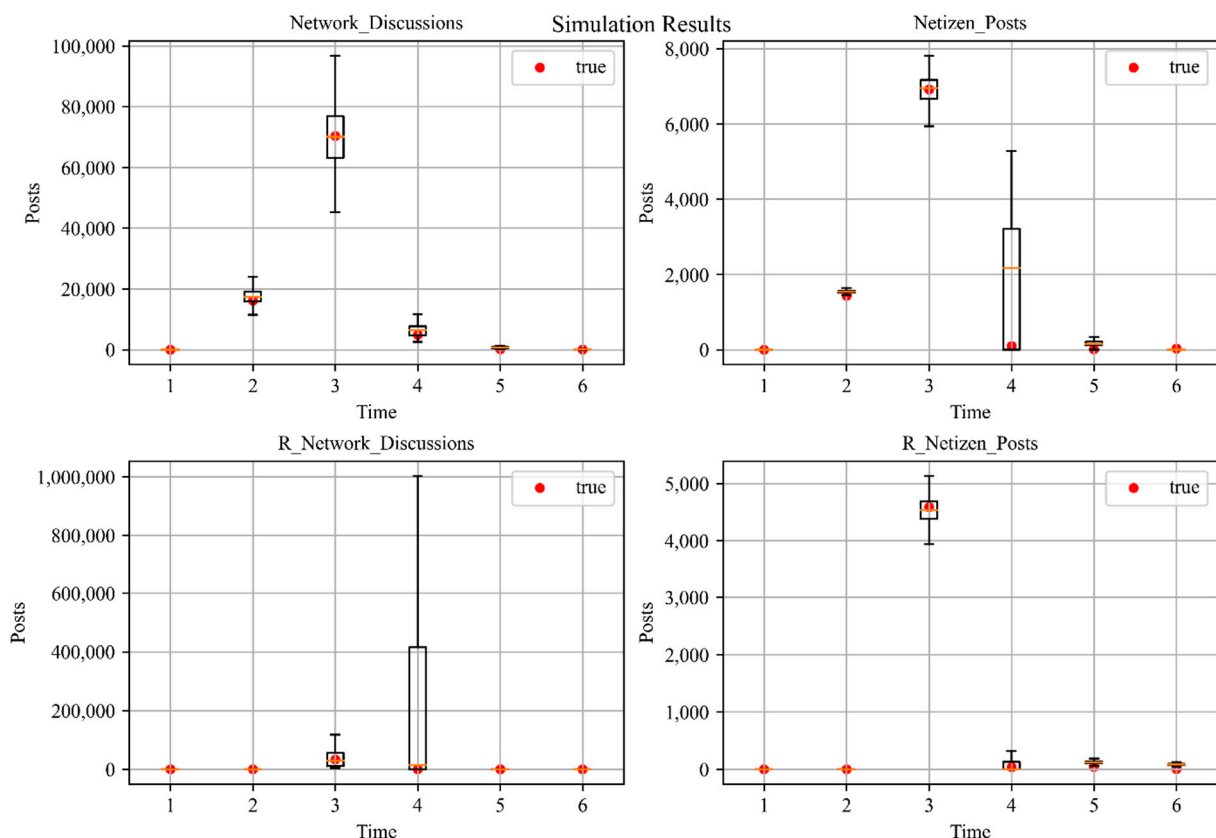 Simulation Results
Network_Discussions
100,000
80,000
60,000
40,000
20,000
0
Posts
true
1 2 3 4 5 6
Time
Netizen_Posts
8,000
6,000
4,000
2,000
0
Posts
true
1 2 3 4 5 6
Time
R_Network_Discussions
1,000,000
800,000
600,000
400,000
200,000
0
Posts
true
1 2 3 4 5 6
Time
R_Netizen_Posts
5,000
4,000
3,000
2,000
1,000
0
Posts
true
1 2 3 4 5 6
Time